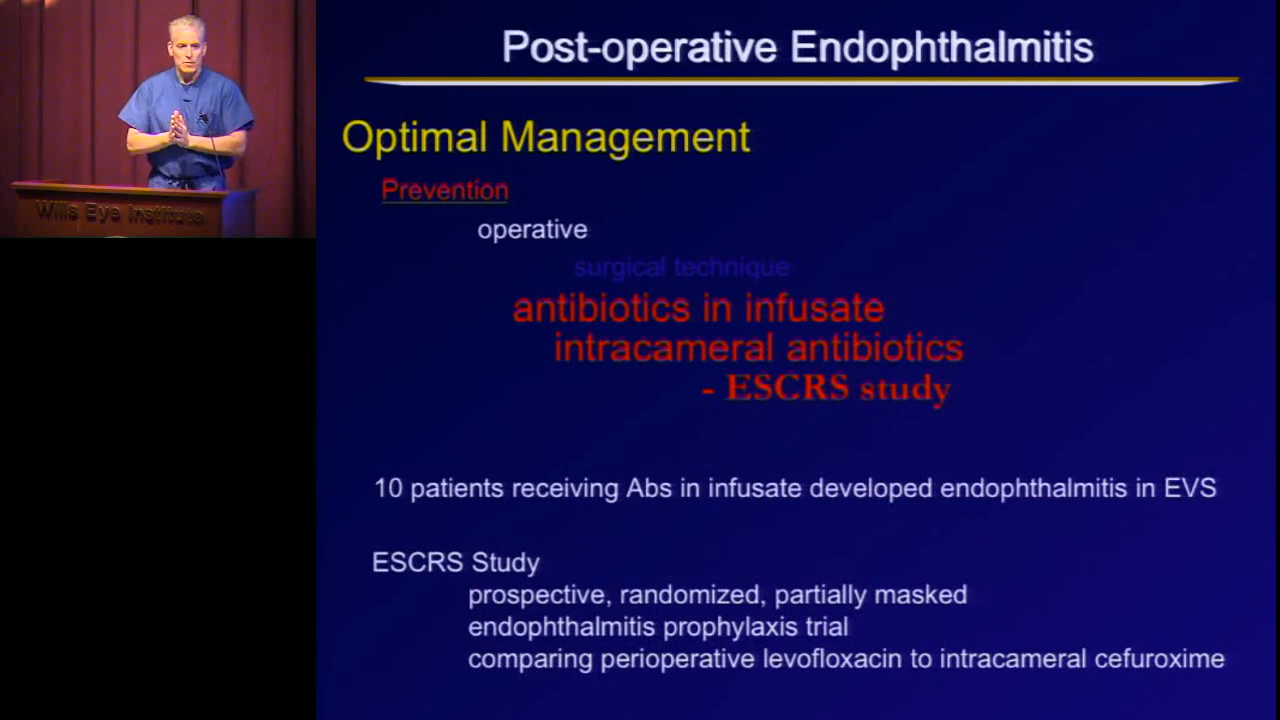 Post-operative Endophthalmitis
Optimal Management
Prevention
operative
surgical technique
antibiotics in infusate
intracameral antibiotics
- ESCRS study
10 patients receiving Abs in infusate developed endophthalmitis in EVS
ESCRS Study
prospective, randomized, partially masked
endophthalmitis prophylaxis trial
comparing perioperative levofloxacin to intracameral cefuroxime
Wills Eye Institute